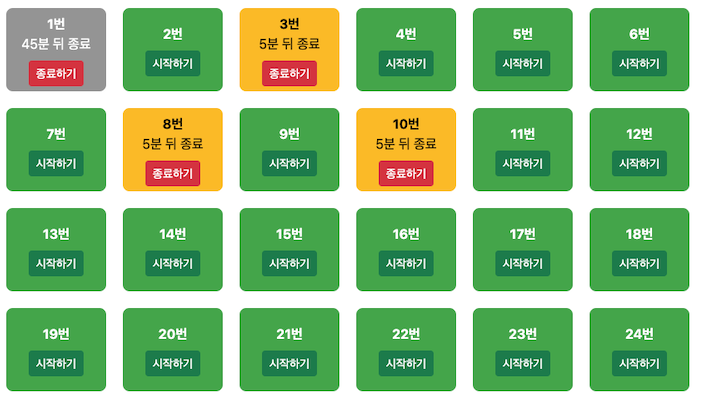 1번
45분 뒤 종료
종료하기
2번
시작하기
3번
5분 뒤 종료
종료하기
4번
시작하기
5번
시작하기
6번
시작하기
7번
시작하기
8번
5분 뒤 종료
종료하기
9번
시작하기
10번
5분 뒤 종료
종료하기
11번
시작하기
12번
시작하기
13번
시작하기
14번
시작하기
15번
시작하기
16번
시작하기
17번
시작하기
18번
시작하기
19번
시작하기
20번
시작하기
21번
시작하기
22번
시작하기
23번
시작하기
24번
시작하기